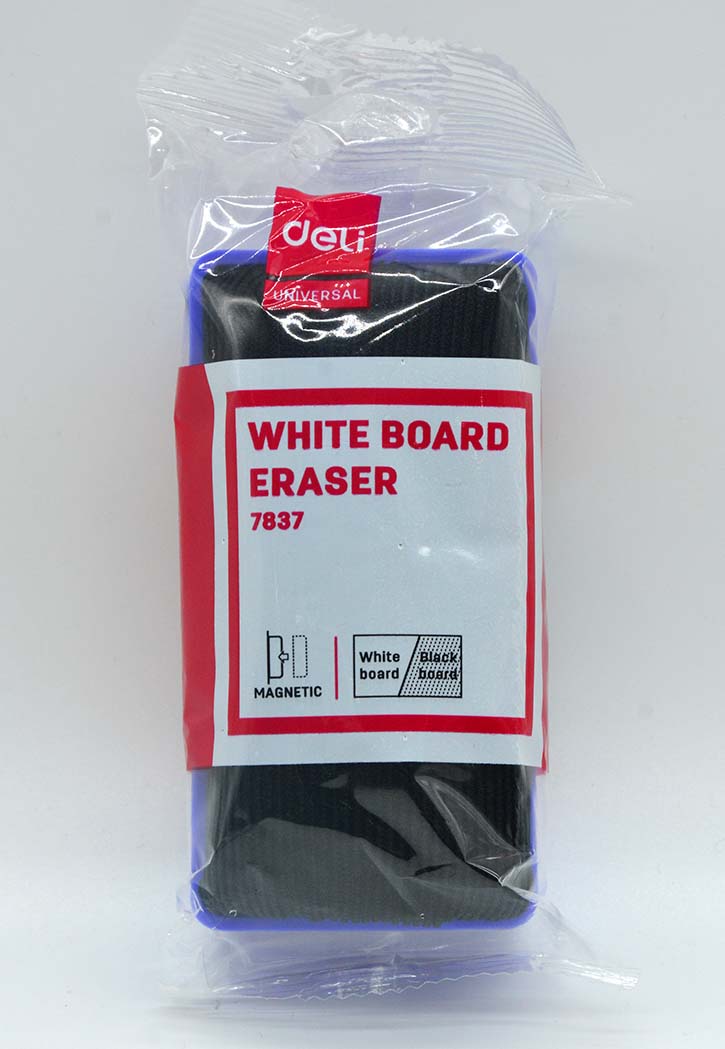 deli
UNIVERSAL
WHITE BOARD
ERASER
7837
MAGNETIC
White
board
Black
board